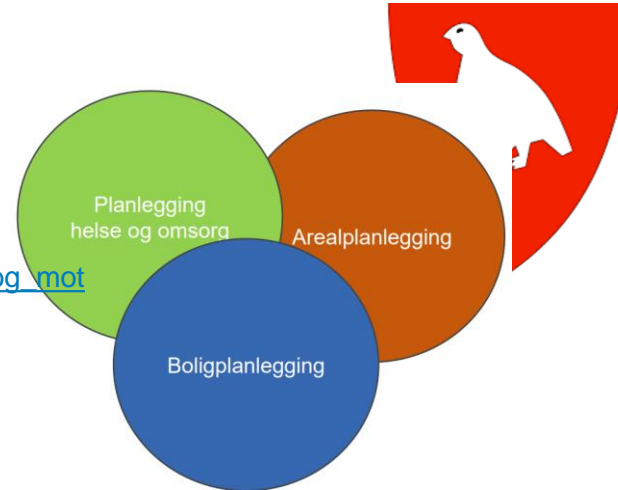 Planlegging
helse og omsorg
Arealplanlegging
og_mot
Boligplanlegging